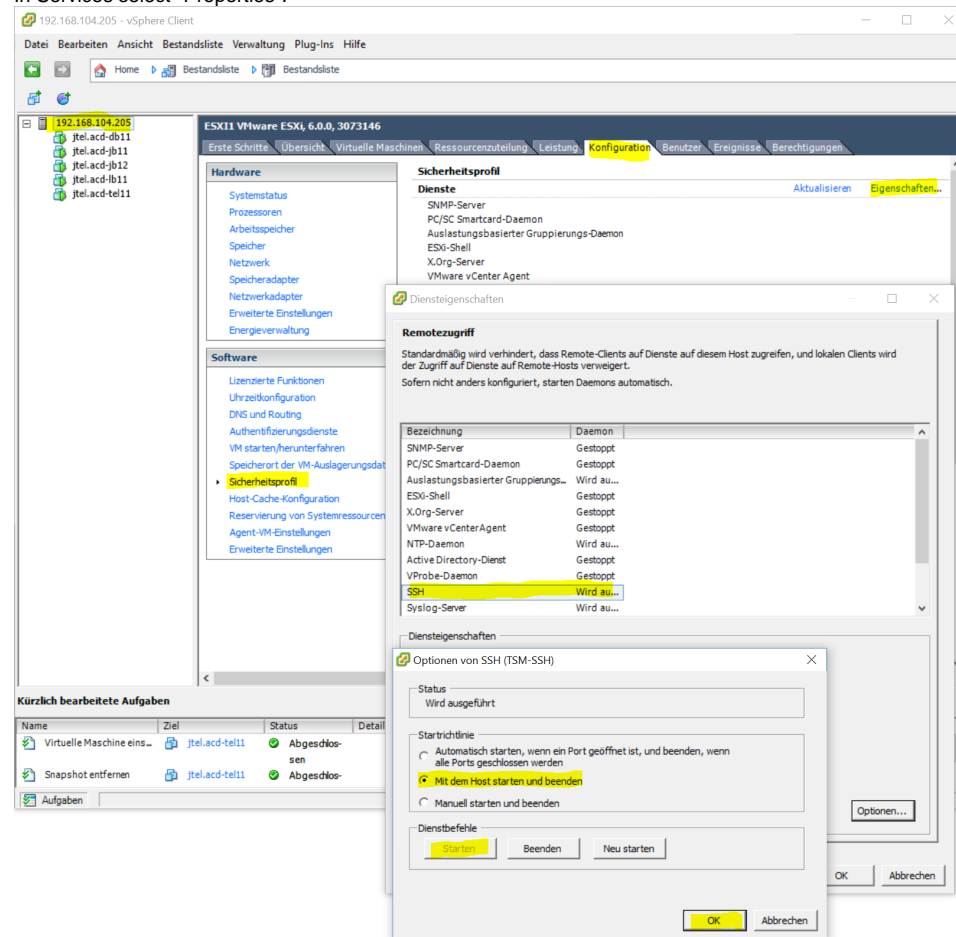 In Services select "Properties".
192.168.104.205 - vSphere Client
Datei Bearbeiten Ansicht Bestandsliste Verwaltung Plug-Ins Hilfe
Home Bestandsliste Bestandsliste
192.168.104.205
jtel.acd-db11
jtel.acd-jb11
jtel.acd-jb12
jtel.acd-lb11
jtel.acd-tel11
ESXI1 VMware ESXi, 6.0.0, 3073146
Erste Schritte Übersicht Virtuelle Maschinen Ressourcenzuteilung Leistung Konfiguration Benutzer Ereignisse Berechtigungen
Hardware
Systemstatus
Prozessoren
Arbeitsspeicher
Speicher
Netzwerk
Speicheradapter
Netzwerkadapter
Erweiterte Einstellungen
Energieverwaltung
Software
Lizenzierte Funktionen
Uhrzeitkonfiguration
DNS und Routing
Authentifizierungsdienste
VM starten/herunterfahren
Speicherort der VM-Auslagerungsdat
Sicherheitsprofil
Host-Cache-Konfiguration
Reservierung von Systemressourcen
Agent-VM-Einstellungen
Erweiterte Einstellungen
Sicherheitsprofil
Dienste Aktualisieren Eigenschaften...
SNMP-Server
PC/SC Smartcard-Daemon
Auslastungsbasierter Gruppierungs-Daemon
ESXi-Shell
X.Org-Server
VMware vCenter Agent
Diensteigenschaften
Remotezugriff
Standardmäßig wird verhindert, dass Remote-Clients auf Dienste auf diesem Host zugreifen, und lokalen Clients wird
der Zugriff auf Dienste auf Remote-Hosts verweigert.
Sofern nicht anders konfiguriert, starten Daemons automatisch.
Bezeichnung Daemon
SNMP-Server Gestoppt
PC/SC Smartcard-Daemon Gestoppt
Auslastungsbasierter Gruppierungs... Wird au...
ESXi-Shell Gestoppt
X.Org-Server Gestoppt
VMware vCenterAgent Gestoppt
NTP-Daemon Wird au...
Active Directory-Dienst Gestoppt
VProbe-Daemon Gestoppt
SSH Wird au...
Syslog-Server Wird au...
Diensteigenschaften
Optionen...
OK Abbrechen
Optionen von SSH (TSM-SSH)
Status
Wird ausgeführt
Startrichtlinie
Automatisch starten, wenn ein Port geöffnet ist, und beenden, wenn
alle Ports geschlossen werden
Mit dem Host starten und beenden
Manuell starten und beenden
Dienstbefehle
Starten Beenden Neu starten
OK Abbrechen
Kürzlich bearbeitete Aufgaben
Name Ziel Status Detail
Virtuelle Maschine eins... jtel.acd-tel11 Abgeschlos-
sen
Snapshot entfernen jtel.acd-tel11 Abgeschlos-
Aufgaben